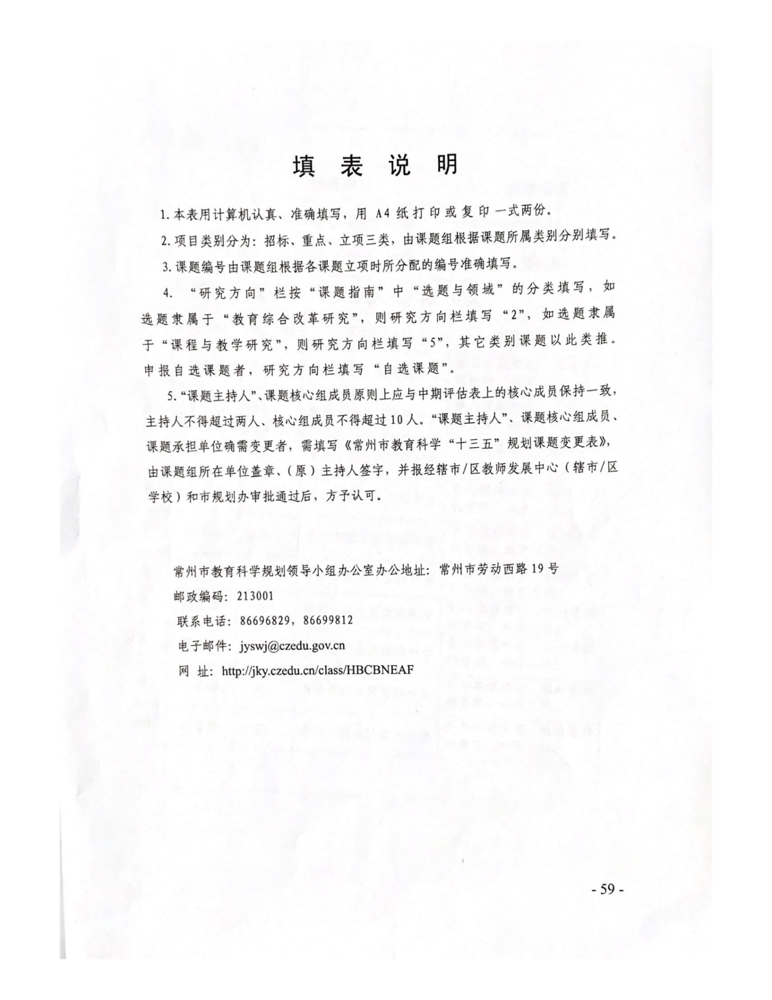 填 表 说 明
1.本表用计算机认真、准确填写，用 A4 纸打印或复印一式两份。
2.项目类别分为：招标、重点、立项三类，由课题组根据课题所属类别分别填写。
3.课题编号由课题组根据各课题立项时所分配的编号准确填写。
4. “研究方向”栏按“课题指南”中“选题与领域”的分类填写，如
选题隶属于“教育综合改革研究”，则研究方向栏填写“2”，如选题隶属
于“课程与教学研究”，则研究方向栏填写“5”，其它类别课题以此类推。
申报自选课题者，研究方向栏填写“自选课题”。
5.“课题主持人”、课题核心组成员原则上应与中期评估表上的核心成员保持一致，
主持人不得超过两人、核心组成员不得超过10人。“课题主持人”、课题核心组成员、
课题承担单位确需变更者，需填写《常州市教育科学“十三五”规划课题变更表》，
由课题组所在单位盖章、（原）主持人签字，并报经辖市/区教师发展中心（辖市/区
学校）和市规划办审批通过后，方予认可。
常州市教育科学规划领导小组办公室办公地址：常州市劳动西路19号
邮政编码：213001
联系电话：86696829，86699812
电子邮件：jyswj@czedu.gov.cn
网 址：http://jky.czedu.cn/class/HBCBNEAF
- 59 -